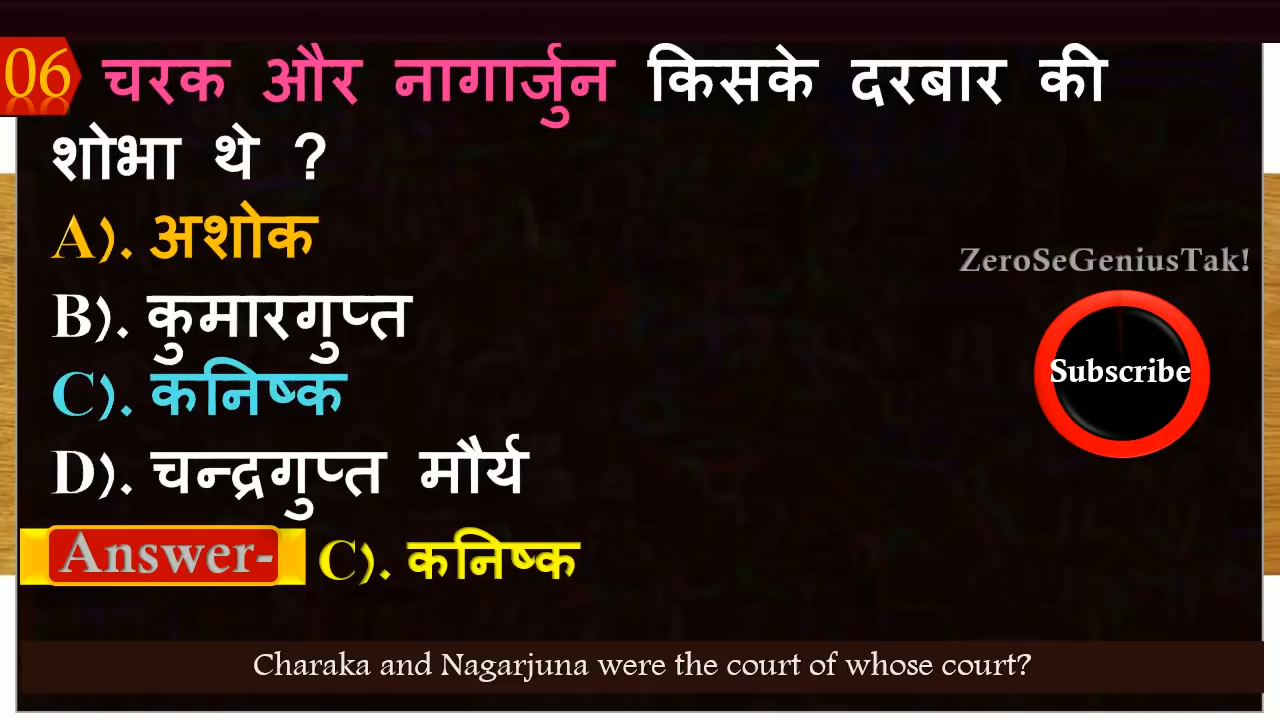 06 चरक और नागार्जुन किसके दरबार की
शोभा थे ?
A). अशोक
B). कुमारगुप्त
C). कनिष्क
D). चन्द्रगुप्त मौर्य
Answer- C). कनिष्क
ZeroSeGeniusTak!
Subscribe
Charaka and Nagarjuna were the court of whose court?